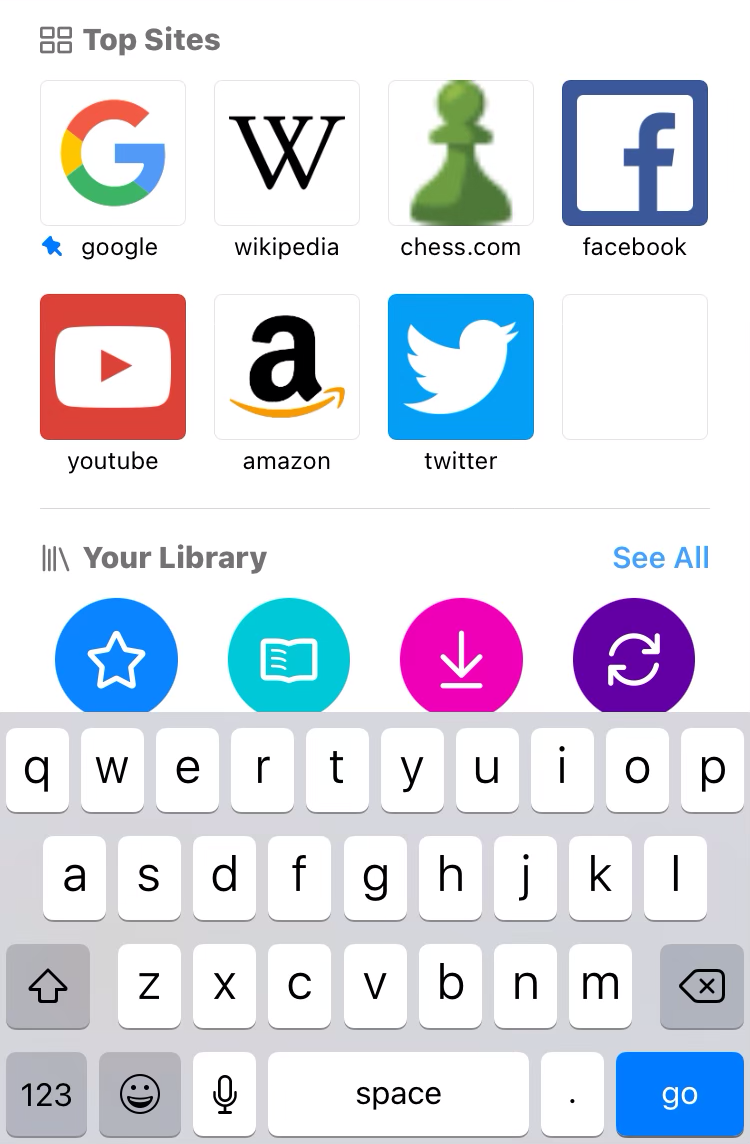 Top Sites
G W f
google wikipedia chess.com facebook
a
youtube amazon twitter
Your Library See All
q w e r t y u i o p
a s d f g h j k l
z x c v b n m
123 space . go